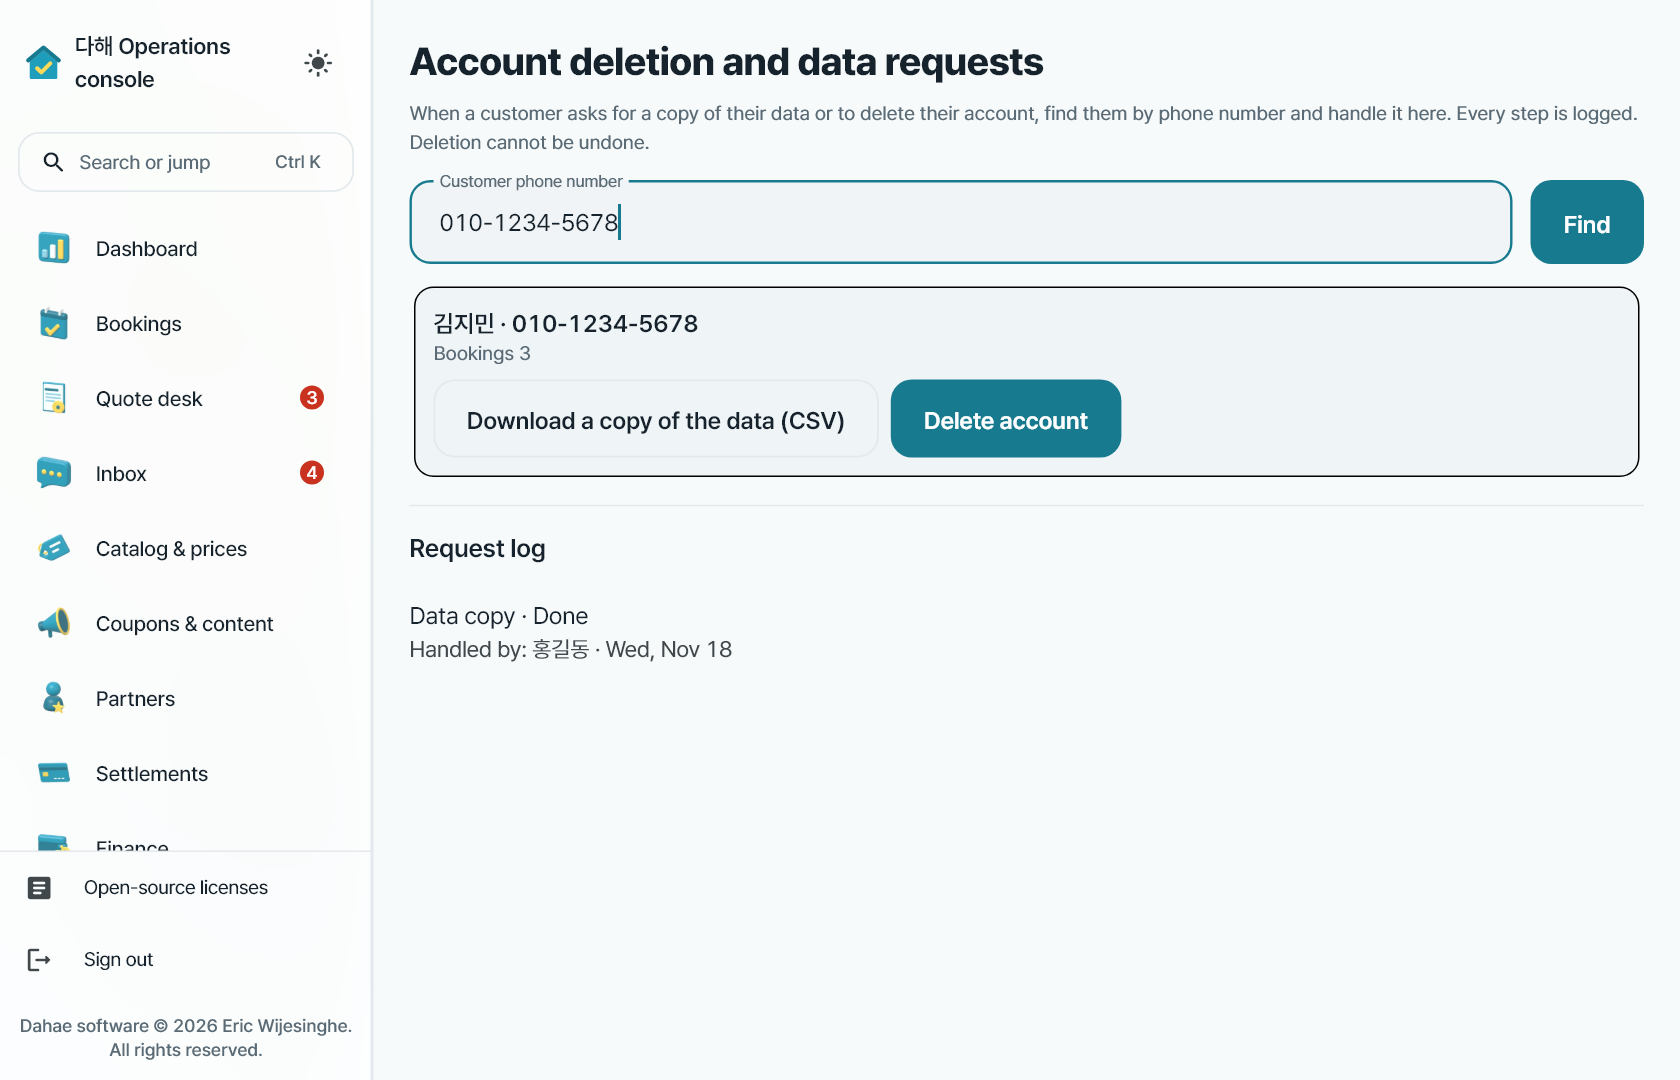 다해 Operations
console
Search or jump Ctrl K
Dashboard
Bookings
Quote desk 3
Inbox 4
Catalog & prices
Coupons & content
Partners
Settlements
Finance
Open-source licenses
Sign out
Dahae software © 2026 Eric Wijesinghe.
All rights reserved.
Account deletion and data requests
When a customer asks for a copy of their data or to delete their account, find them by phone number and handle it here. Every step is logged.
Deletion cannot be undone.
Customer phone number
010-1234-5678
Find
김지민 · 010-1234-5678
Bookings 3
Download a copy of the data (CSV)
Delete account
Request log
Data copy · Done
Handled by: 홍길동 · Wed, Nov 18